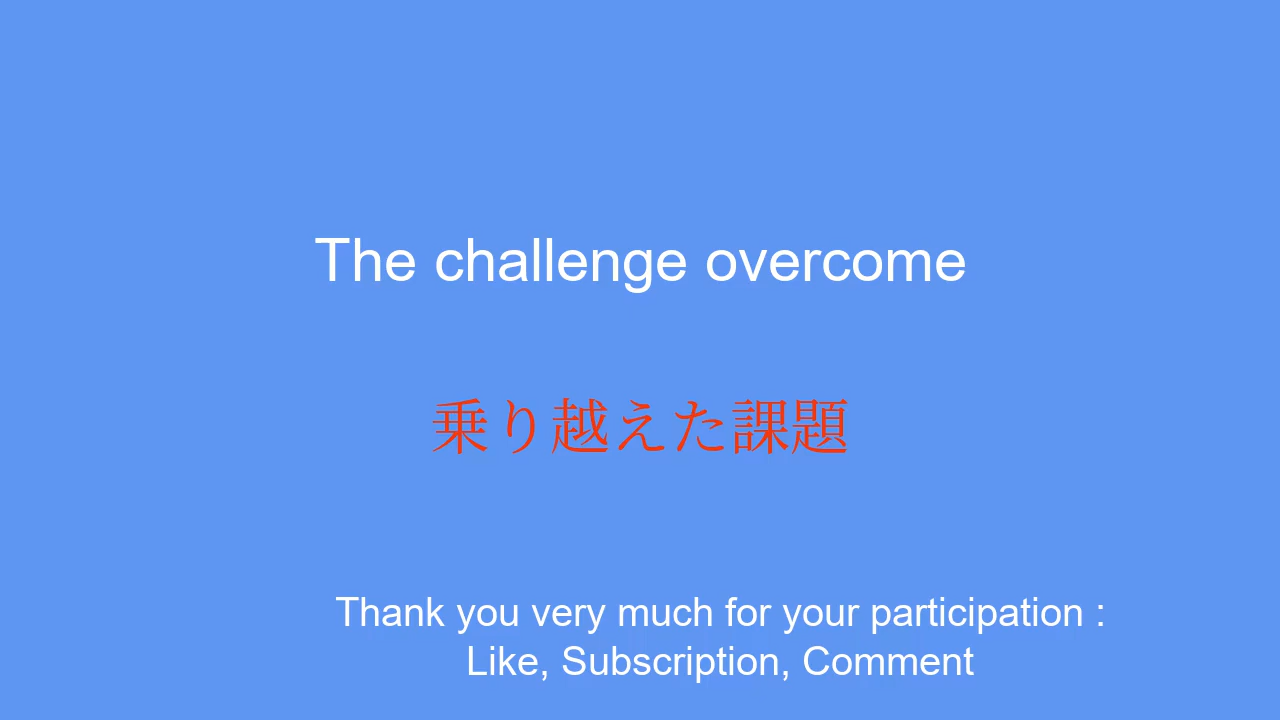 The challenge overcome
乗り越えた課題
Thank you very much for your participation :
Like, Subscription, Comment